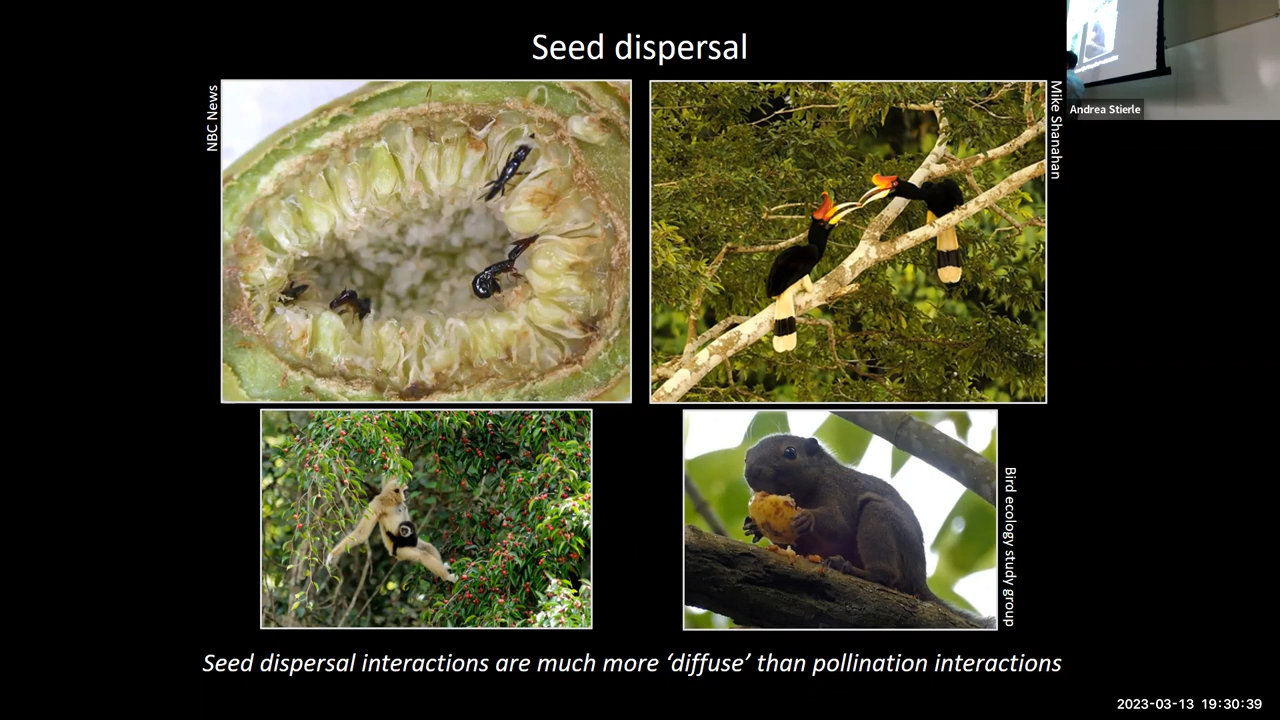 Seed dispersal
NBC News
Mike Shanahan
Andrea Stierle
Bird ecology study group
Seed dispersal interactions are much more ‘diffuse’ than pollination interactions
2023-03-13 19:30:39